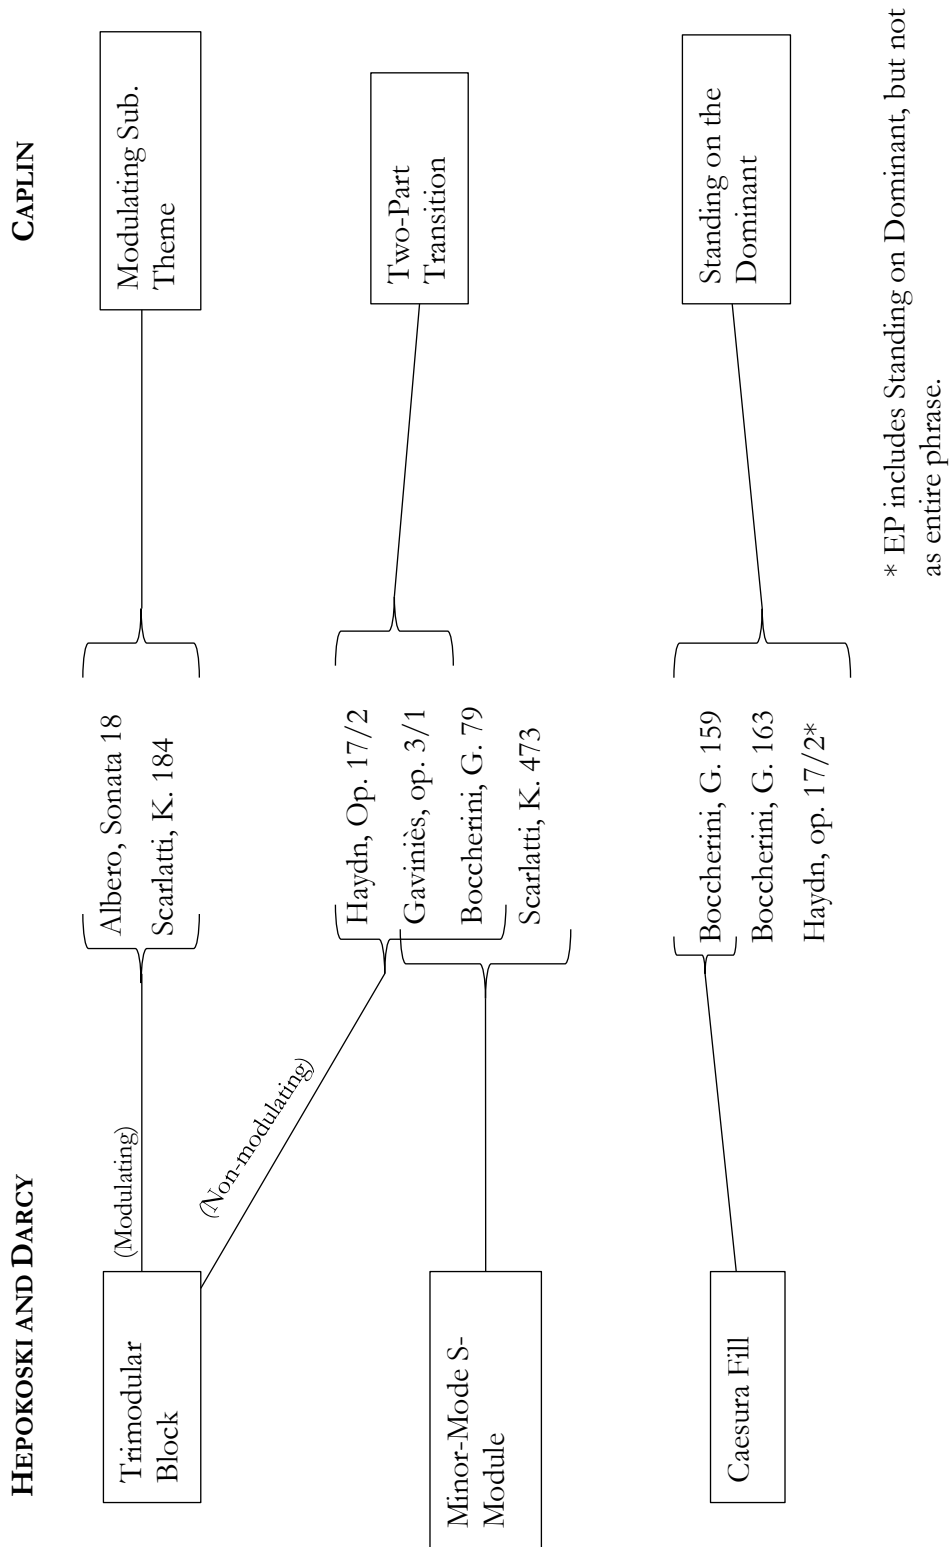 HEPOKOSKI AND DARCY
CAPLIN
Trimodular
Block
(Modulating)
(Non-modulating)
Albero, Sonata 18
Scarlatti, K. 184
Modulating Sub.
Theme
Minor-Mode S-
Module
Haydn, Op. 17/2
Gaviniès, op. 3/1
Boccherini, G. 79
Scarlatti, K. 473
Two-Part
Transition
Caesura Fill
Boccherini, G. 159
Boccherini, G. 163
Haydn, op. 17/2*
Standing on the
Dominant
* EP includes Standing on Dominant, but not
as entire phrase.